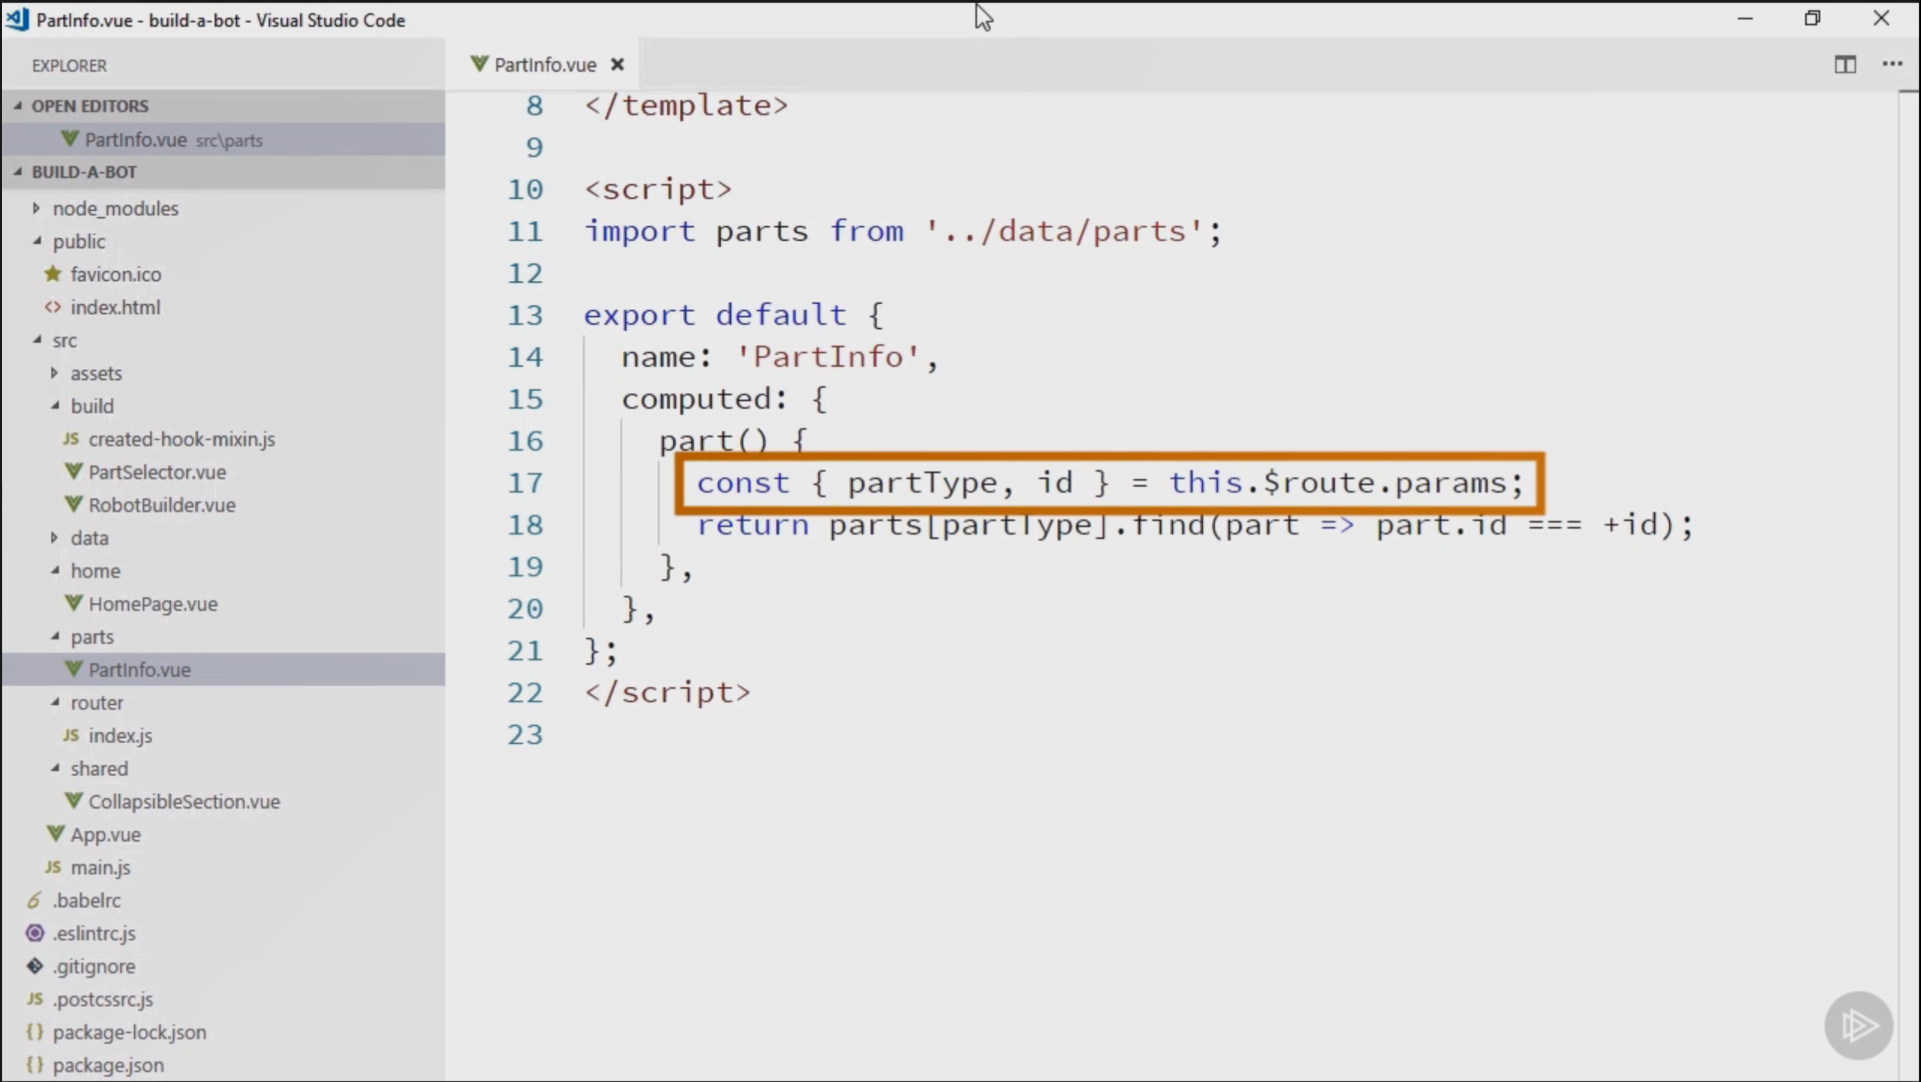 PartInfo.vue - build-a-bot - Visual Studio Code
EXPLORER
OPEN EDITORS
PartInfo.vue src\parts
BUILD-A-BOT
node_modules
public
favicon.ico
<> index.html
src
assets
build
JS created-hook-mixin.js
PartSelector.vue
RobotBuilder.vue
data
home
HomePage.vue
parts
PartInfo.vue
router
JS index.js
shared
CollapsibleSection.vue
App.vue
JS main.js
6 .babelrc
.eslintrc.js
.gitignore
JS .postcssrc.js
{} package-lock.json
{} package.json
PartInfo.vue
8 </template>
9
10 <script>
11 import parts from '../data/parts';
12
13 export default {
14 name: 'PartInfo',
15 computed: {
16 part() {
17 const { partType, id } = this.$route.params;
18 return parts[partType].find(part => part.id === +id);
19 },
20 },
21 };
22 </script>
23